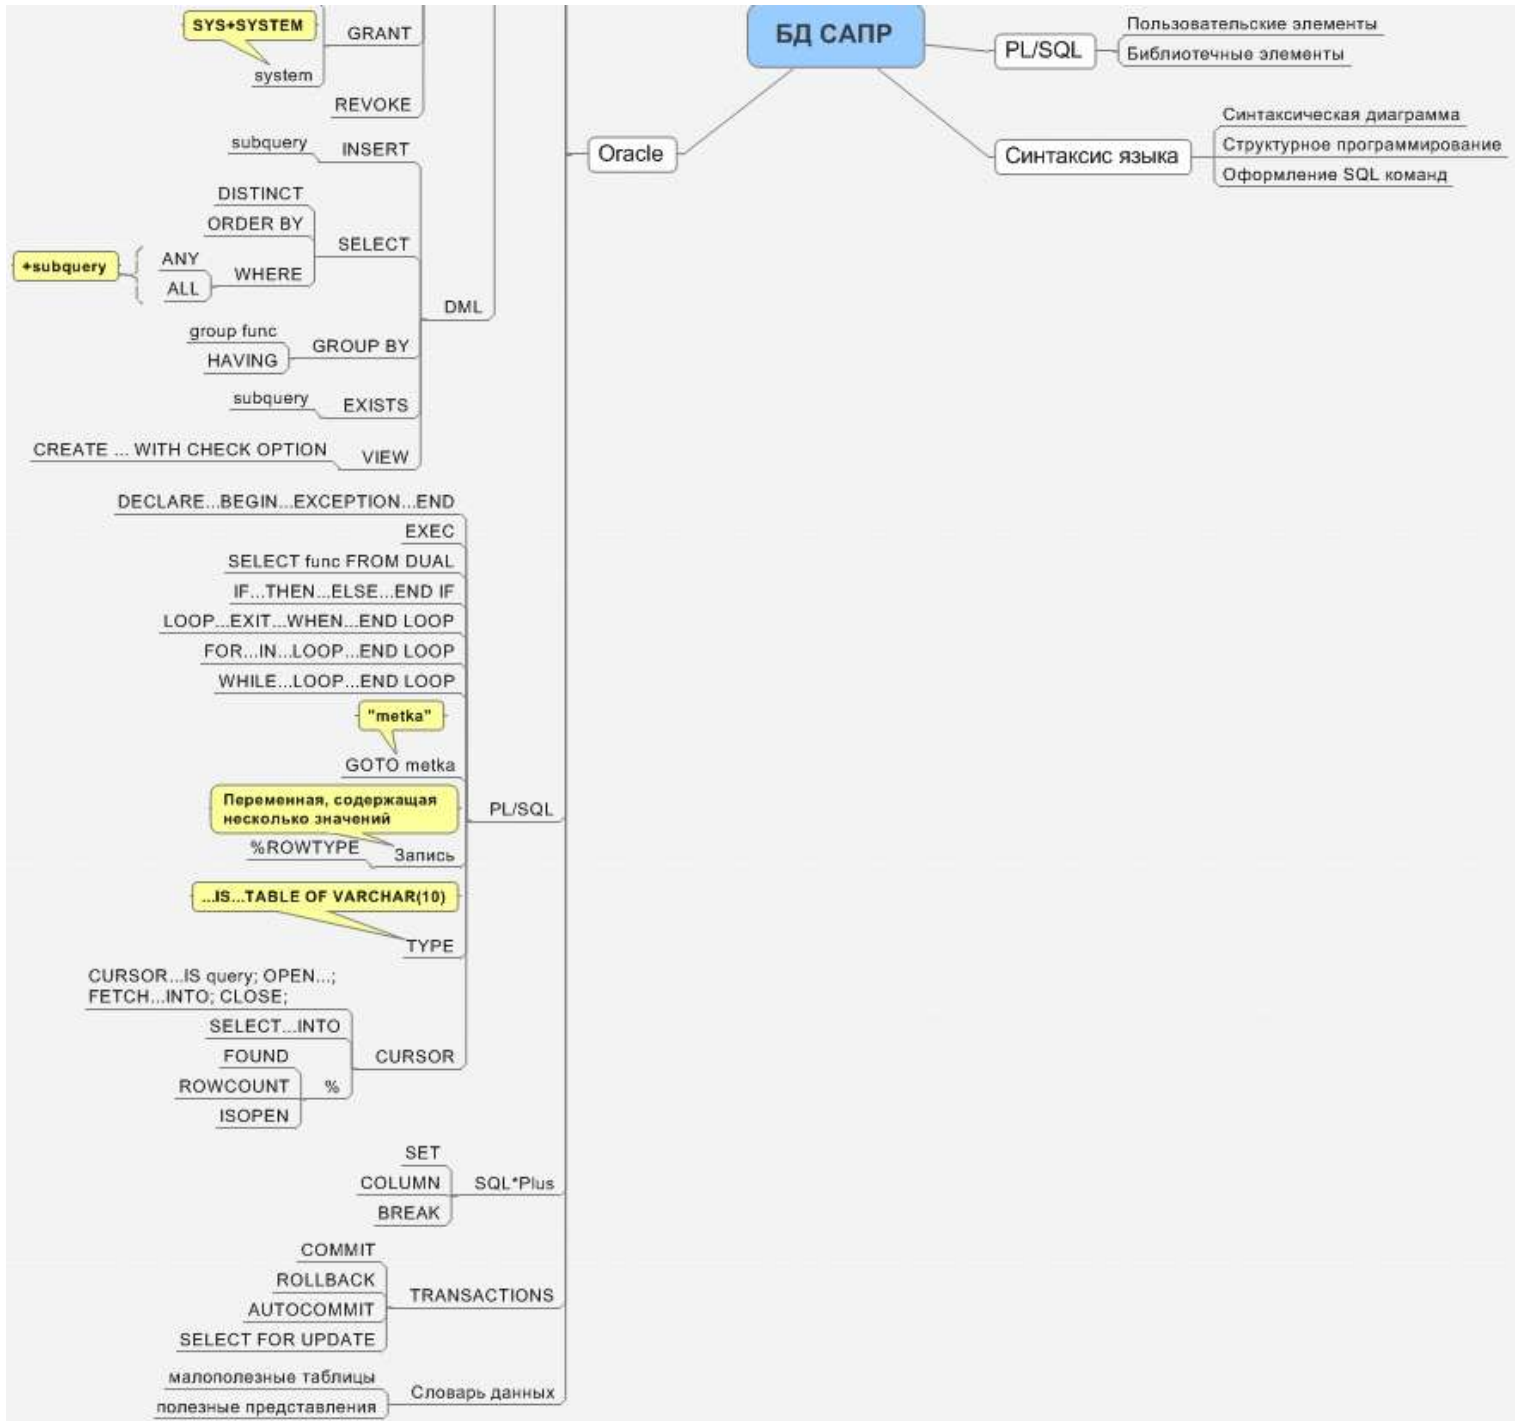 БД САПР
PL/SQL
Пользовательские элементы
Библиотечные элементы
Синтаксис языка
Синтаксическая диаграмма
Структурное программирование
Оформление SQL команд
Oracle
SYS+SYSTEM
GRANT
system
REVOKE
subquery
INSERT
DISTINCT
ORDER BY
SELECT
+subquery
ANY
ALL
WHERE
DML
group func
HAVING
GROUP BY
subquery
EXISTS
CREATE ... WITH CHECK OPTION
VIEW
DECLARE...BEGIN...EXCEPTION...END
EXEC
SELECT func FROM DUAL
IF...THEN...ELSE...END IF
LOOP...EXIT...WHEN...END LOOP
FOR...IN...LOOP...END LOOP
WHILE...LOOP...END LOOP
"metka"
GOTO metka
Переменная, содержащая
несколько значений
PL/SQL
%ROWTYPE
Запись
...IS...TABLE OF VARCHAR(10)
TYPE
CURSOR...IS query; OPEN...;
FETCH...INTO; CLOSE;
SELECT...INTO
FOUND
ROWCOUNT
ISOPEN
%
CURSOR
SET
COLUMN
BREAK
SQL*Plus
COMMIT
ROLLBACK
AUTOCOMMIT
SELECT FOR UPDATE
TRANSACTIONS
малополезные таблицы
полезные представления
Словарь данных